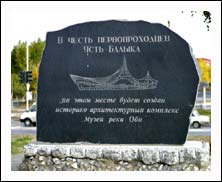 В ЧЕСТЬ ПЕРВОПРОХОДЦЕВ
УСТЬ БАЛЫКА
на этом месте будет создан
историко архитектурный комплекс
Музей реки Оби